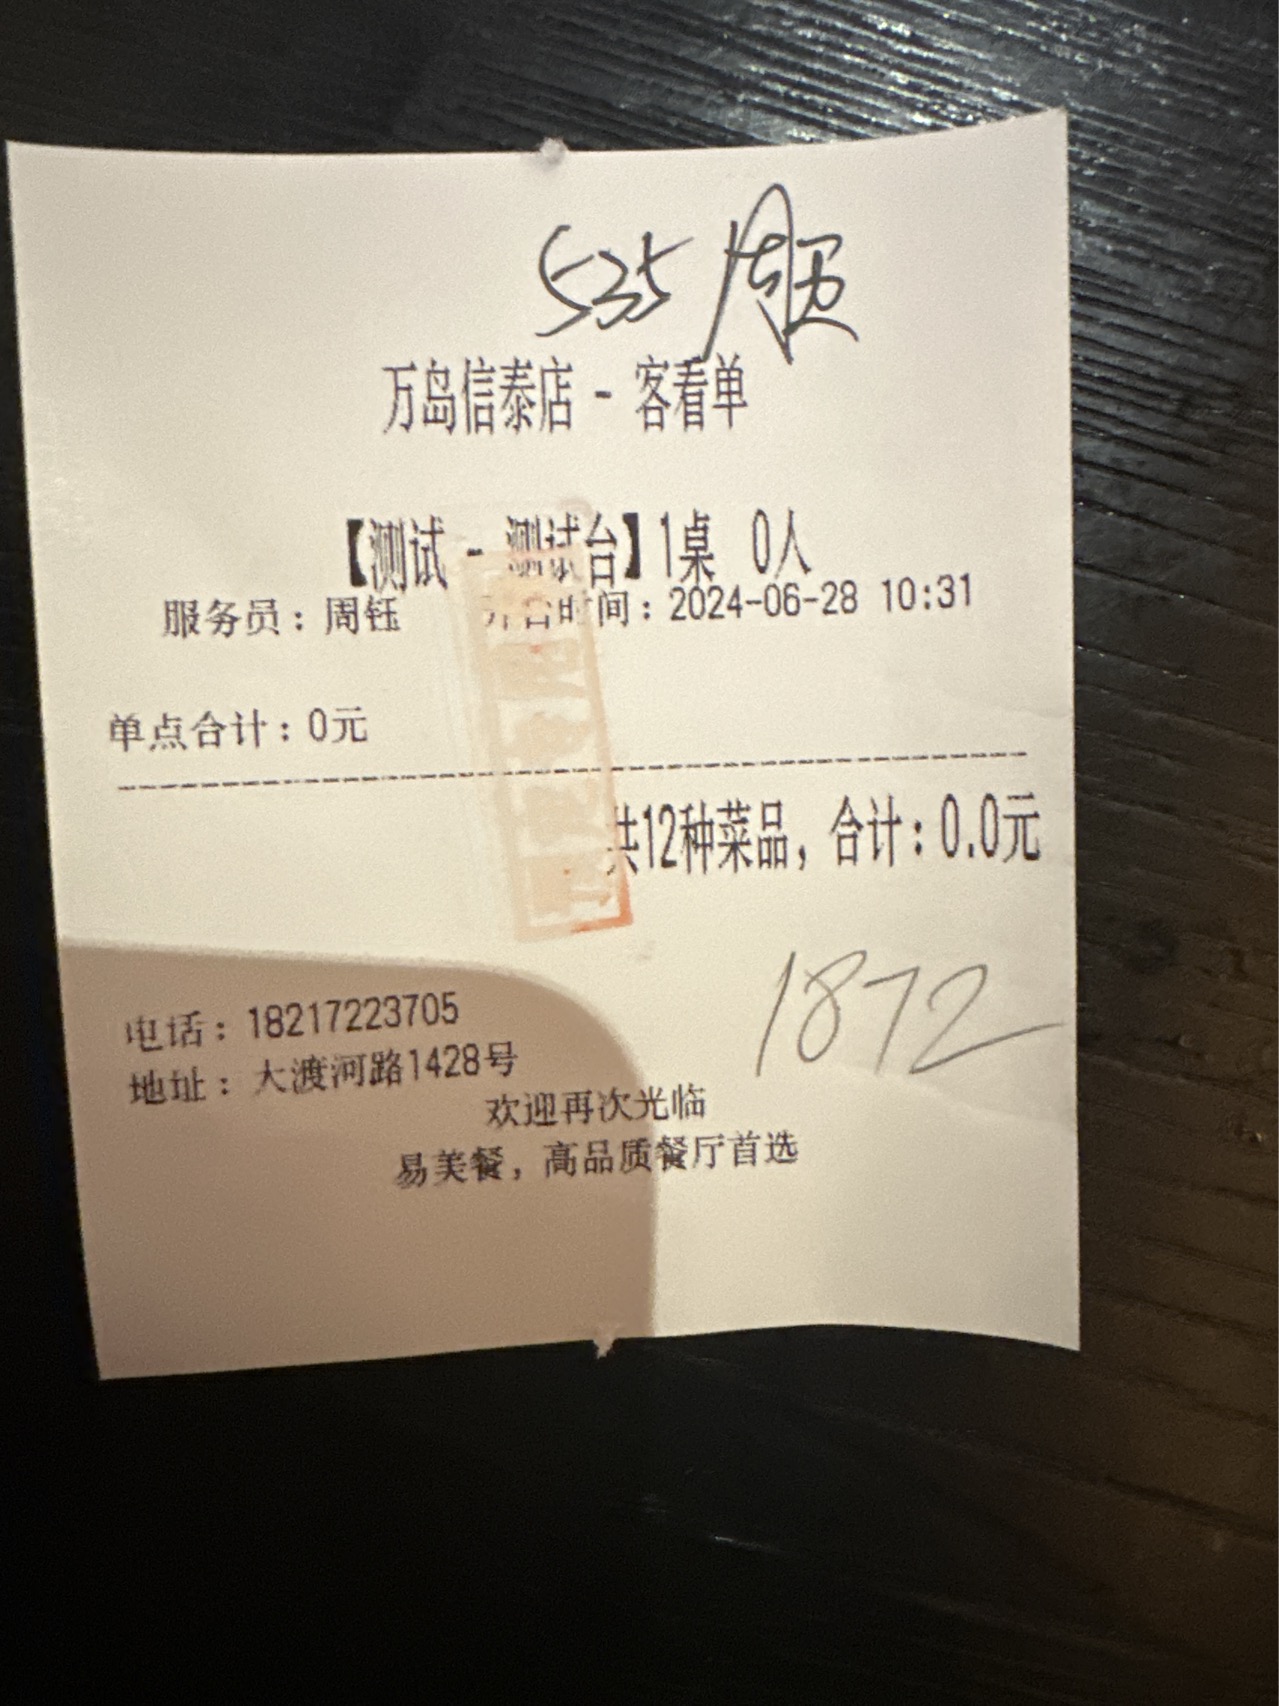 535
万岛信泰店 - 客看单
【测试 - 测试台】1桌 0人
服务员：周钰 开台时间：2024-06-28 10:31
单点合计：0元
共12种菜品，合计：0.0元
1872
电话：18217223705
地址：大渡河路1428号
欢迎再次光临
易美餐，高品质餐厅首选